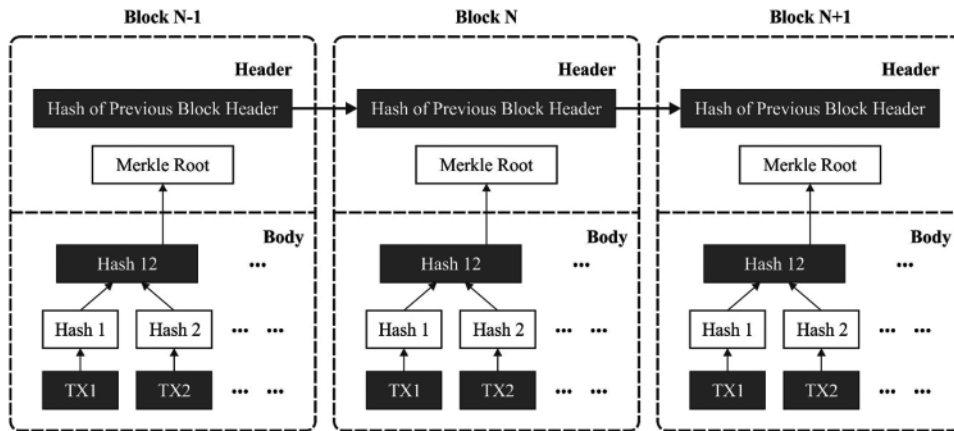 Block N-1 Block N Block N+1
Header Header Header
Hash of Previous Block Header Hash of Previous Block Header Hash of Previous Block Header
Merkle Root Merkle Root Merkle Root
Body Body Body
Hash 12 ... Hash 12 ... Hash 12 ...
Hash 1 Hash 2 ... ... Hash 1 Hash 2 ... ... Hash 1 Hash 2 ... ...
TX1 TX2 ... ... TX1 TX2 ... ... TX1 TX2 ... ...